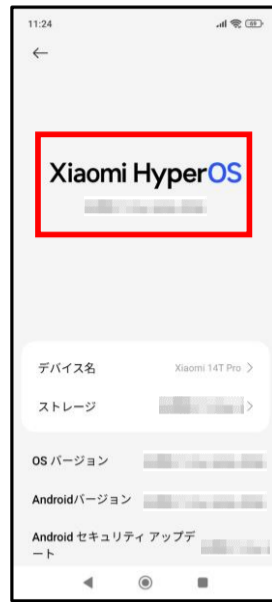 11:24
Xiaomi HyperOS
デバイス名 Xiaomi 14T Pro
ストレージ
OS バージョン
Androidバージョン
Android セキュリティ アップデ
ート